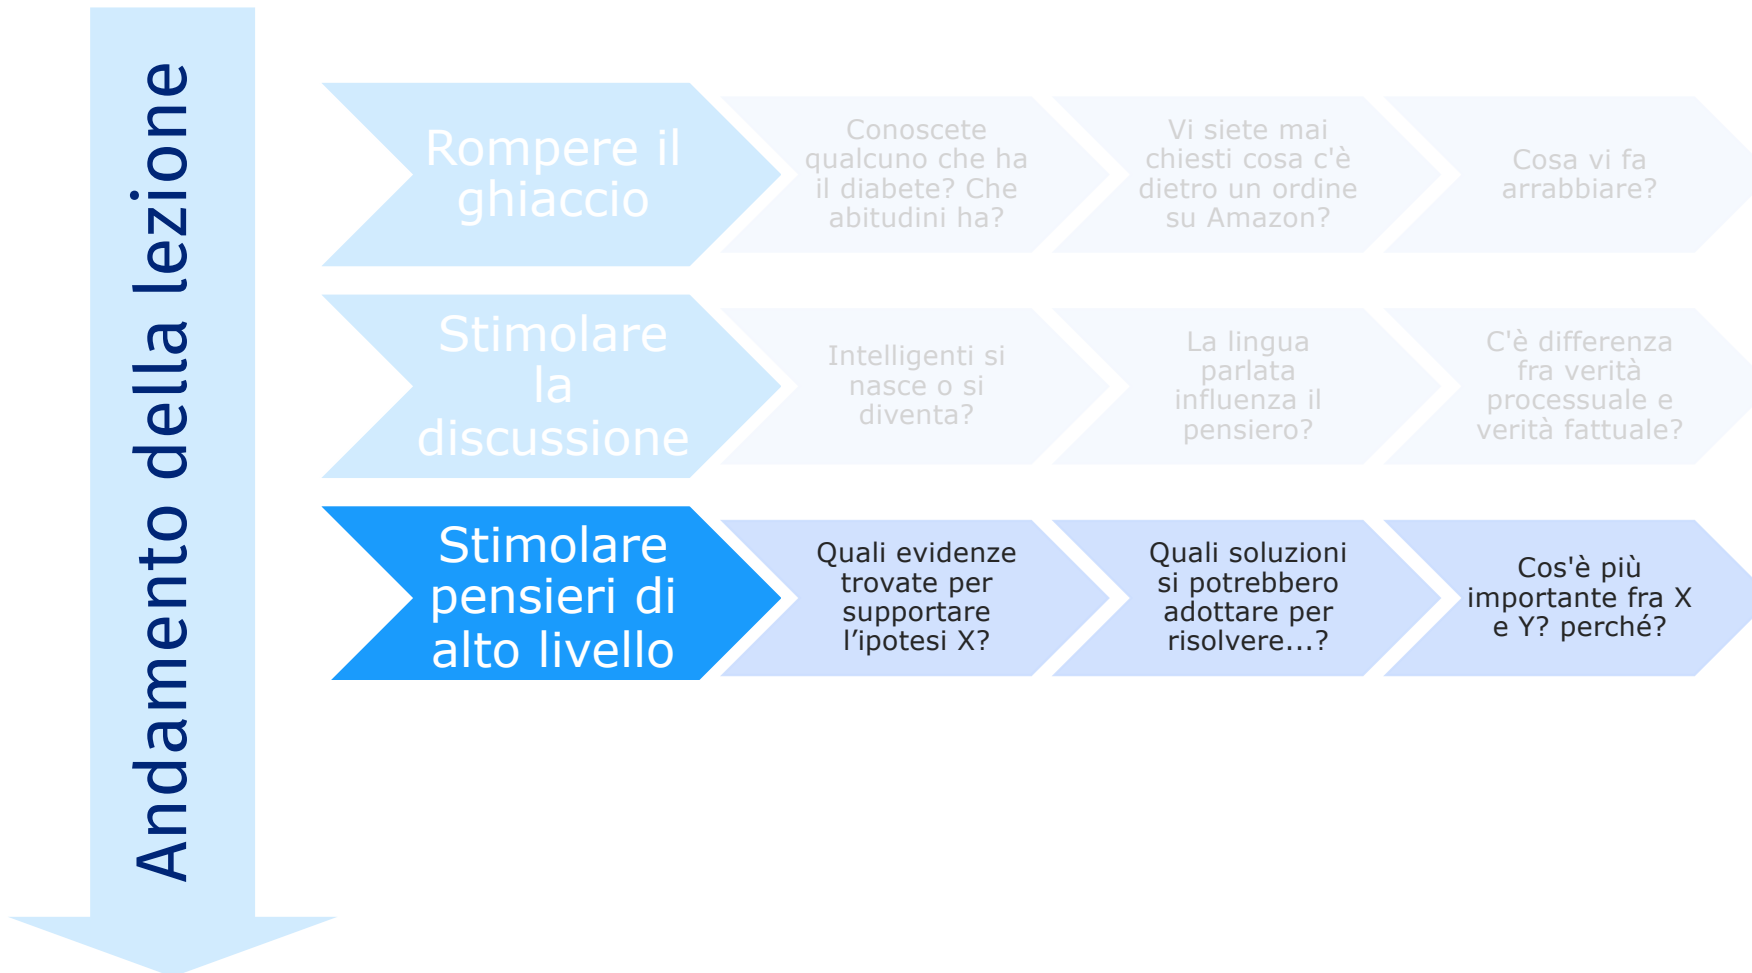 Andamento della lezione
Rompere il
ghiaccio
Conoscete
qualcuno che ha
il diabete? Che
abitudini ha?
Vi siete mai
chiesti cosa c'è
dietro un ordine
su Amazon?
Cosa vi fa
arrabbiare?
Stimolare
la
discussione
Intelligenti si
nasce o si
diventa?
La lingua
parlata
influenza il
pensiero?
C'è differenza
fra verità
processuale e
verità fattuale?
Stimolare
pensieri di
alto livello
Quali evidenze
trovate per
supportare
l’ipotesi X?
Quali soluzioni
si potrebbero
adottare per
risolvere...?
Cos'è più
importante fra X
e Y? perché?